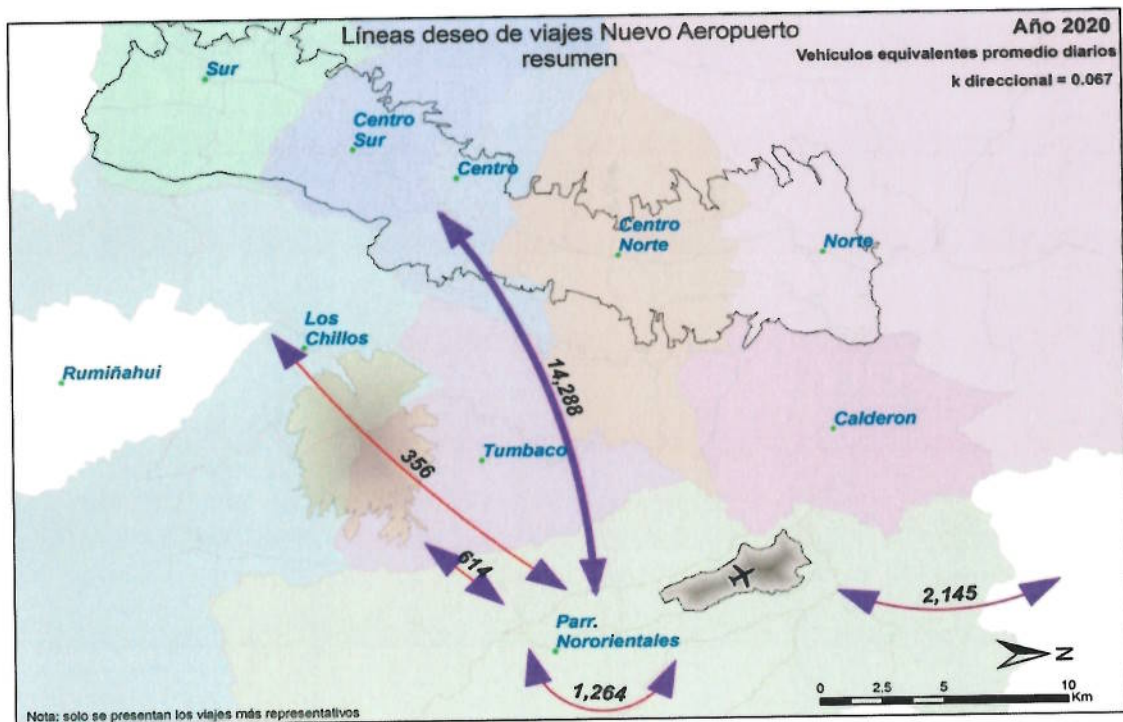 Líneas deseo de viajes Nuevo Aeropuerto
resumen
Año 2020
Vehículos equivalentes promedio diarios
k direccional = 0.067
Sur
Centro
Sur
Centro
Centro
Norte
Norte
Los
Chillos
Rumiñahui
14,288
Calderon
356
Tumbaco
614
2,145
Parr.
Nororientales
1,264
N
0 2.5 5 10
Km
Nota: solo se presentan los viajes más representativos